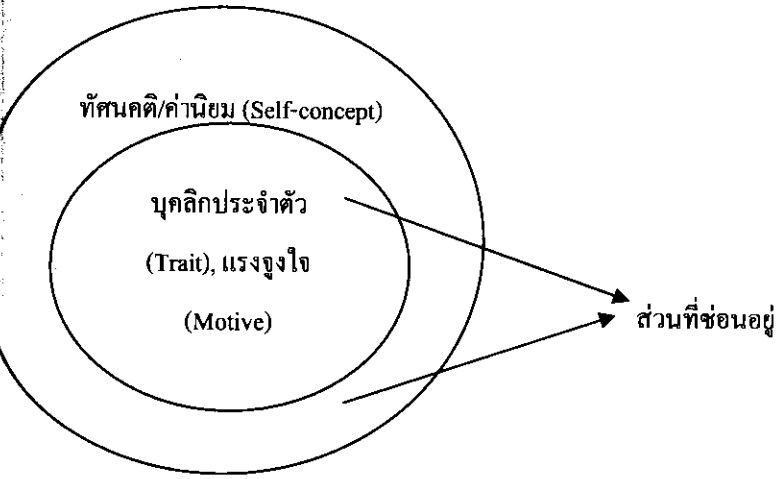 ทัศนคติ/ค่านิยม (Self-concept)
บุคลิกประจำตัว
(Trait), แรงจูงใจ
(Motive)
ส่วนที่ซ่อนอยู่